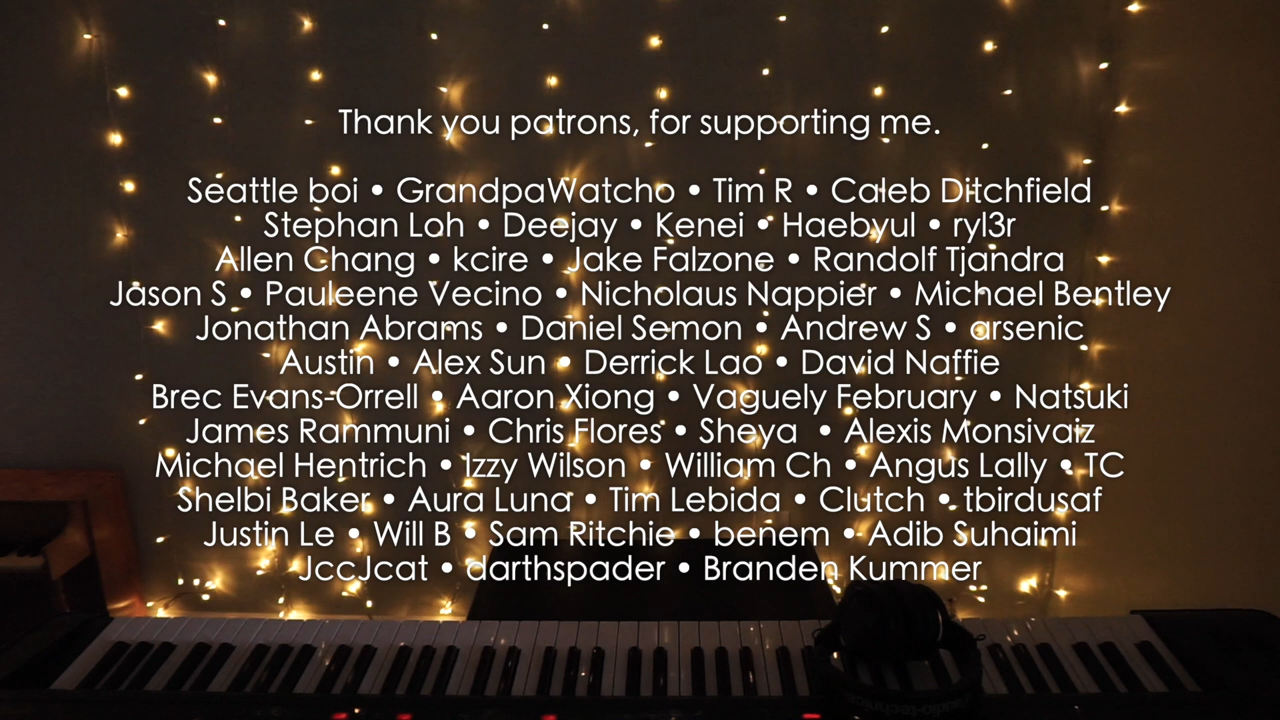 Thank you patrons, for supporting me.
Seattle boi • GrandpaWatcho • Tim R • Caleb Ditchfield
Stephan Loh • Deejay • Kenei • Haebyul • ryl3r
Allen Chang • kcire • Jake Falzone • Randolf Tjandra
Jason S • Pauleene Vecino • Nicholaus Nappier • Michael Bentley
Jonathan Abrams • Daniel Semon • Andrew S • arsenic
Austin • Alex Sun • Derrick Lao • David Naffie
Brec Evans-Orrell • Aaron Xiong • Vaguely February • Natsuki
James Rammuni • Chris Flores • Sheya • Alexis Monsivaiz
Michael Hentrich • Izzy Wilson • William Ch • Angus Lally • TC
Shelbi Baker • Aura Luna • Tim Lebida • Clutch • tbirdusaf
Justin Le • Will B • Sam Ritchie • benem • Adib Suhaimi
JccJcat • darthspader • Branden Kummer